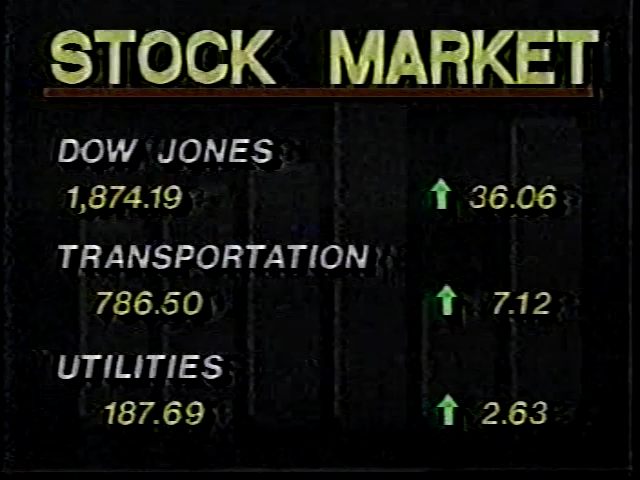 STOCK MARKET
DOW JONES
1,874.19 ⬆ 36.06
TRANSPORTATION
786.50 ⬆ 7.12
UTILITIES
187.69 ⬆ 2.63